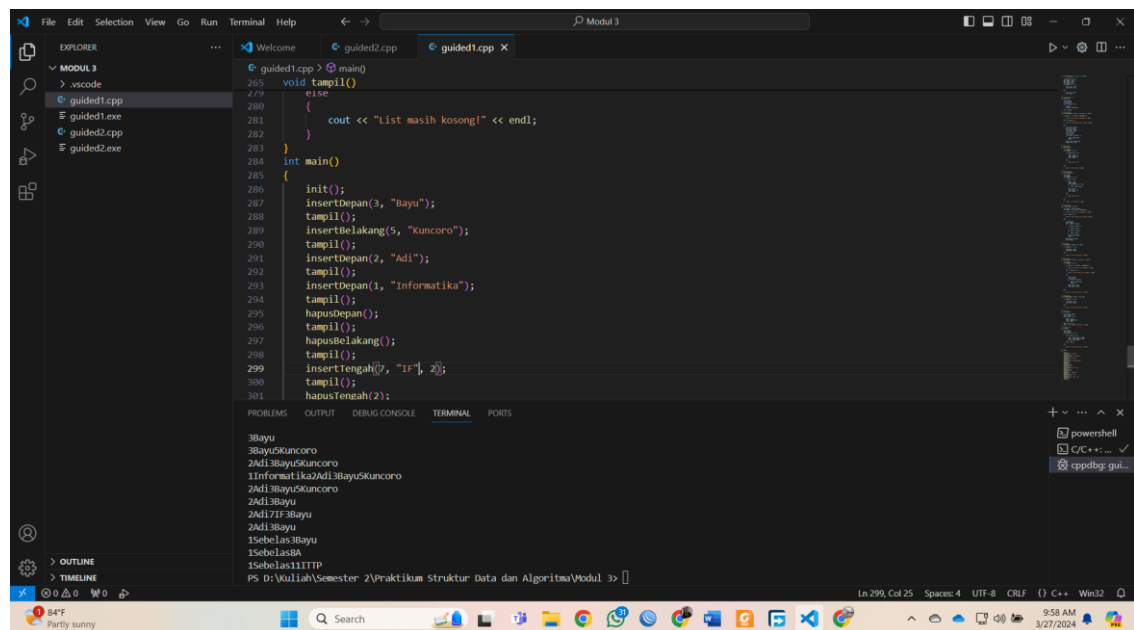 File Edit Selection View Go Run Terminal Help
Modul 3
EXPLORER
Welcome
guided2.cpp
guided1.cpp
MODUL 3
.vscode
guided1.cpp
guided1.exe
guided2.cpp
guided2.exe
guided1.cpp > main()
265 void tampil()
279 else
280 {
281 cout << "List masih kosong!" << endl;
282 }
283 }
284 int main()
285 {
286 init();
287 insertDepan(3, "Bayu");
288 tampil();
289 insertBelakang(5, "Kuncoro");
290 tampil();
291 insertDepan(2, "Adi");
292 tampil();
293 insertDepan(1, "Informatika");
294 tampil();
295 hapusDepan();
296 tampil();
297 hapusBelakang();
298 tampil();
299 insertTengah(7, "IF", 2);
300 tampil();
301 hapusTengah(2);
PROBLEMS OUTPUT DEBUG CONSOLE TERMINAL PORTS
3Bayu
3Bayu5Kuncoro
2Adi3Bayu5Kuncoro
1Informatika2Adi3Bayu5Kuncoro
2Adi3Bayu5Kuncoro
2Adi3Bayu
2Adi7IF3Bayu
2Adi3Bayu
1Sebelas3Bayu
1Sebelas8A
1Sebelas11ITTP
PS D:\Kuliah\Semester 2\Praktikum Struktur Data dan Algoritma\Modul 3>
powershell
C/C++: ...
cppdbg: gui...
OUTLINE
TIMELINE
0 0 0
Ln 299, Col 25 Spaces: 4 UTF-8 CRLF {} C++ Win32
1
84°F
Partly sunny
Search
9:58 AM
3/27/2024